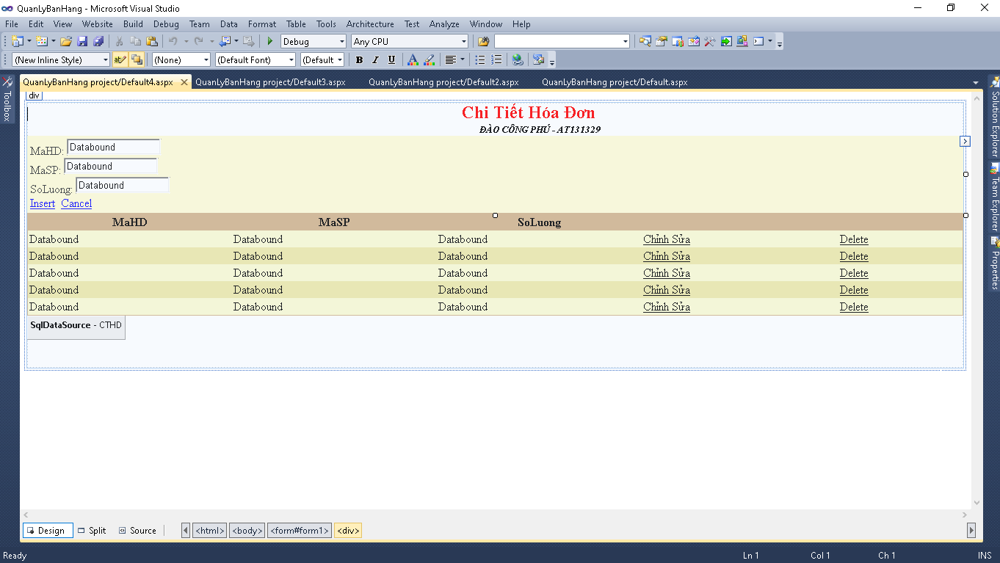 QuanLyBanHang - Microsoft Visual Studio
File Edit View Website Build Debug Team Data Format Table Tools Architecture Test Analyze Window Help
Debug Any CPU
(New Inline Style) (None) (Default Font) (Default B I U A
QuanLyBanHang project/Default4.aspx QuanLyBanHang project/Default3.aspx QuanLyBanHang project/Default2.aspx QuanLyBanHang project/Default.aspx
Toolbox
div
Chi Tiết Hóa Đơn
ĐÀO CÔNG PHÚ - AT131329
MaHD: Databound
MaSP: Databound
SoLuong: Databound
Insert Cancel
MaHD MaSP SoLuong
Databound Databound Databound Chỉnh Sửa Delete
Databound Databound Databound Chỉnh Sửa Delete
Databound Databound Databound Chỉnh Sửa Delete
Databound Databound Databound Chỉnh Sửa Delete
Databound Databound Databound Chỉnh Sửa Delete
SqlDataSource - CTHD
Solution Explorer
Team Explorer
Properties
Design Split Source <html> <body> <form#form1> <div>
Ready Ln 1 Col 1 Ch 1 INS